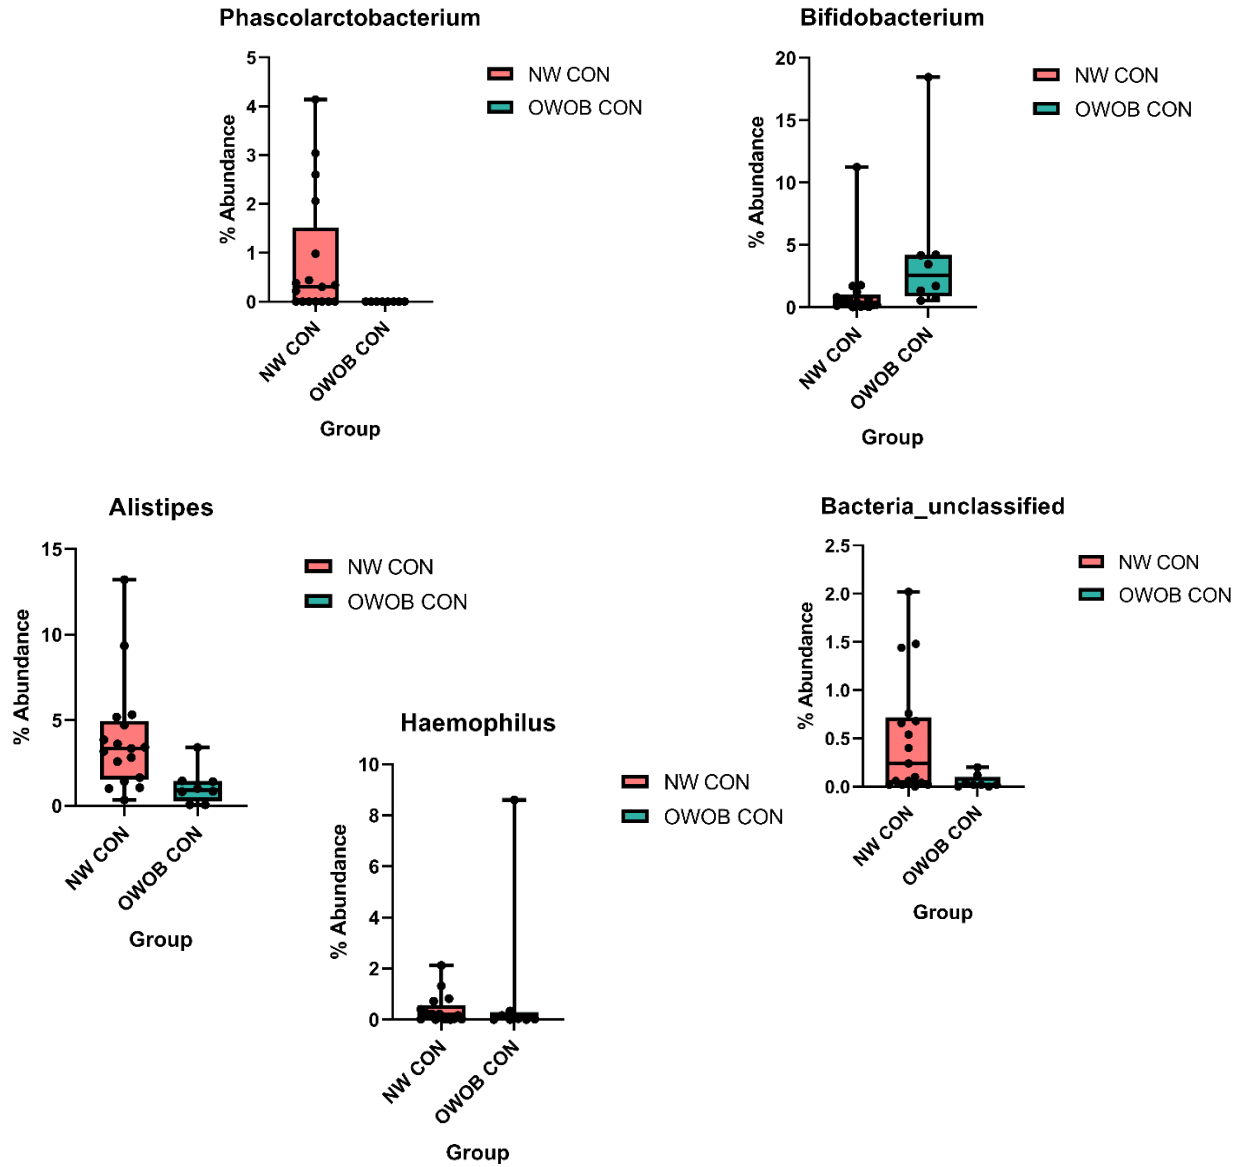 Phascolarctobacterium
5
4
3
2
1
0
% Abundance
NW CON
OWOB CON
Group
NW CON
OWOB CON
Bifidobacterium
20
15
10
5
0
% Abundance
NW CON
OWOB CON
Group
NW CON
OWOB CON
Alistipes
15
10
5
0
% Abundance
NW CON
OWOB CON
Group
NW CON
OWOB CON
Haemophilus
10
8
6
4
2
0
% Abundance
NW CON
OWOB CON
Group
NW CON
OWOB CON
Bacteria_unclassified
2.5
2.0
1.5
1.0
0.5
0.0
% Abundance
NW CON
OWOB CON
Group
NW CON
OWOB CON